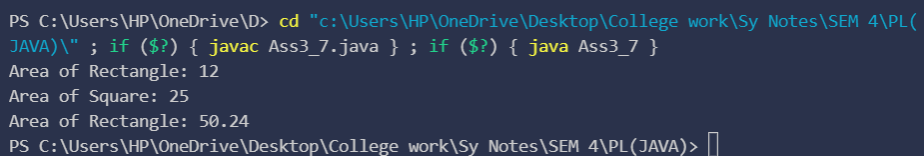 PS C:\Users\HP\OneDrive\D> cd "c:\Users\HP\OneDrive\Desktop\College work\Sy Notes\SEM 4\PL(
JAVA)\" ; if ($?) { javac Ass3_7.java } ; if ($?) { java Ass3_7 }
Area of Rectangle: 12
Area of Square: 25
Area of Rectangle: 50.24
PS C:\Users\HP\OneDrive\Desktop\College work\Sy Notes\SEM 4\PL(JAVA)>